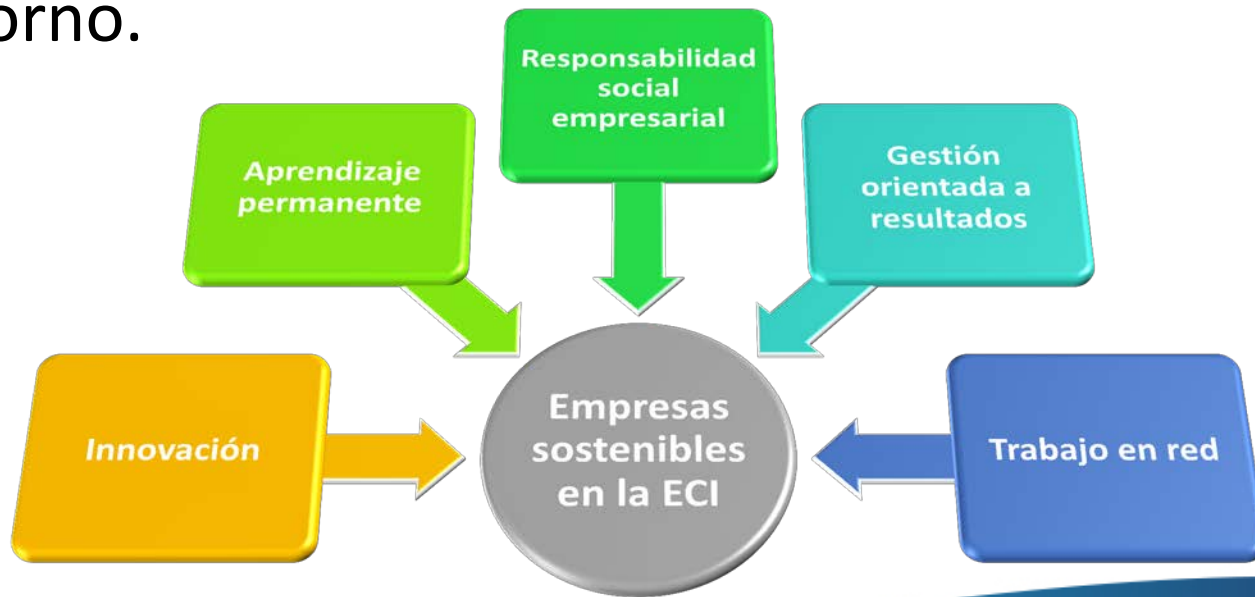 orno.
Responsabilidad
social
empresarial
Aprendizaje
permanente
Gestión
orientada a
resultados
Innovación
Empresas
sostenibles
en la ECI
Trabajo en red